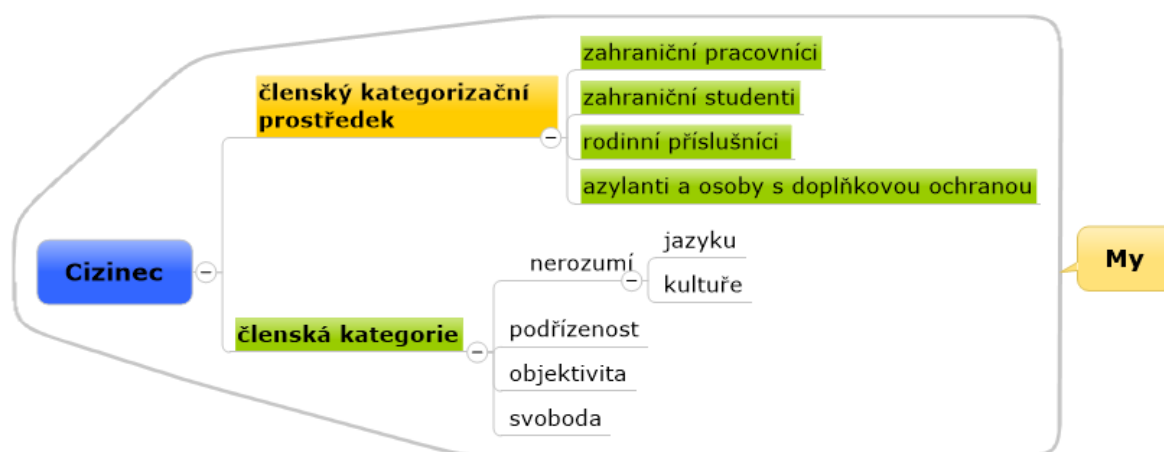 zahraniční pracovníci
členský kategorizační
prostředek
zahraniční studenti
rodinní příslušníci
azylanti a osoby s doplňkovou ochranou
Cizinec
My
nerozumí
jazyku
kultuře
členská kategorie
podřízenost
objektivita
svoboda